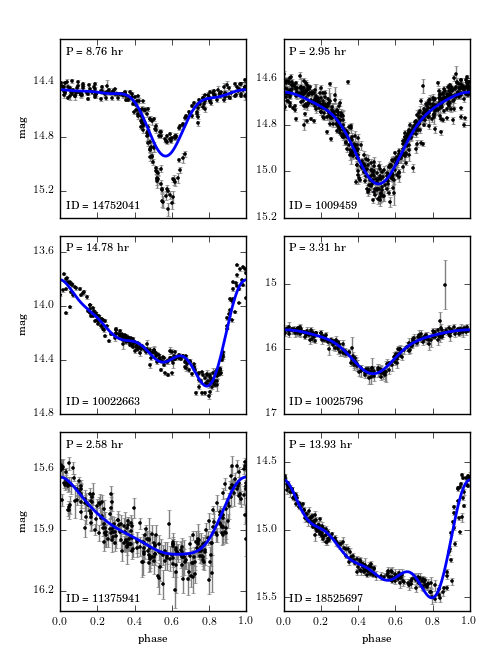 P = 8.76 hr
14.4
14.8
15.2
mag
ID = 14752041
P = 2.95 hr
14.6
14.8
15.0
15.2
ID = 1009459
P = 14.78 hr
13.6
14.0
14.4
14.8
mag
ID = 10022663
P = 3.31 hr
15
16
17
ID = 10025796
P = 2.58 hr
15.6
15.9
16.2
mag
ID = 11375941
0.0 0.2 0.4 0.6 0.8 1.0
phase
P = 13.93 hr
14.5
15.0
15.5
ID = 18525697
0.0 0.2 0.4 0.6 0.8 1.0
phase